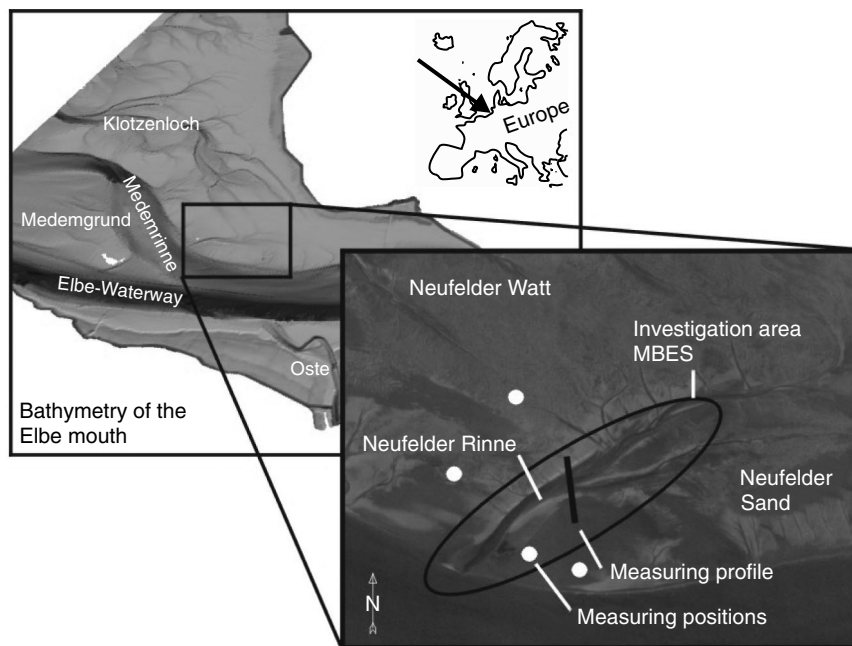 Klotzenloch
Europe
Medemgrund
Medemrinne
Elbe-Waterway
Oste
Bathymetry of the
Elbe mouth
Neufelder Watt
Investigation area
MBES
Neufelder Rinne
Neufelder
Sand
Measuring profile
Measuring positions
N